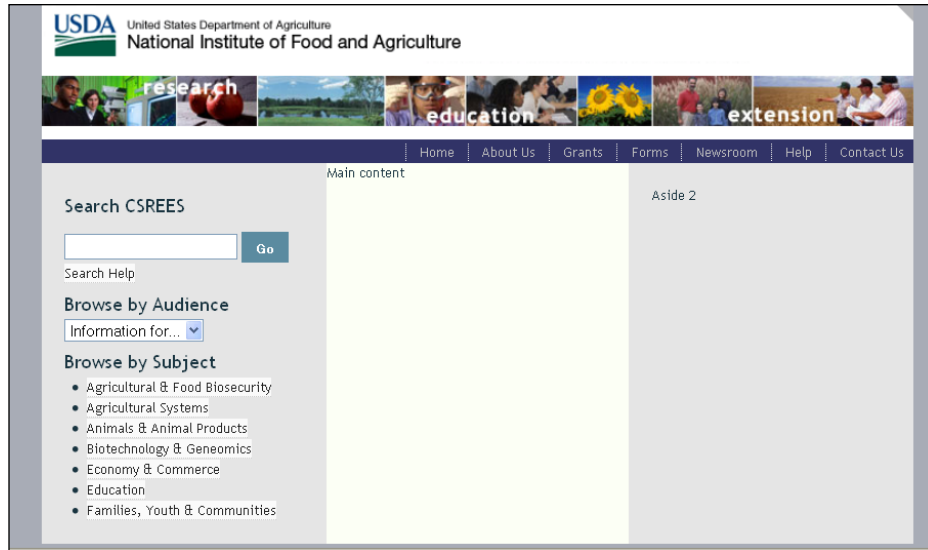 USDA
United States Department of Agriculture
National Institute of Food and Agriculture
research
education
extension
Home About Us Grants Forms Newsroom Help Contact Us
Main content
Aside 2
Search CSREES
Go
Search Help
Browse by Audience
Information for...
Browse by Subject
Agricultural & Food Biosecurity
Agricultural Systems
Animals & Animal Products
Biotechnology & Geneomics
Economy & Commerce
Education
Families, Youth & Communities